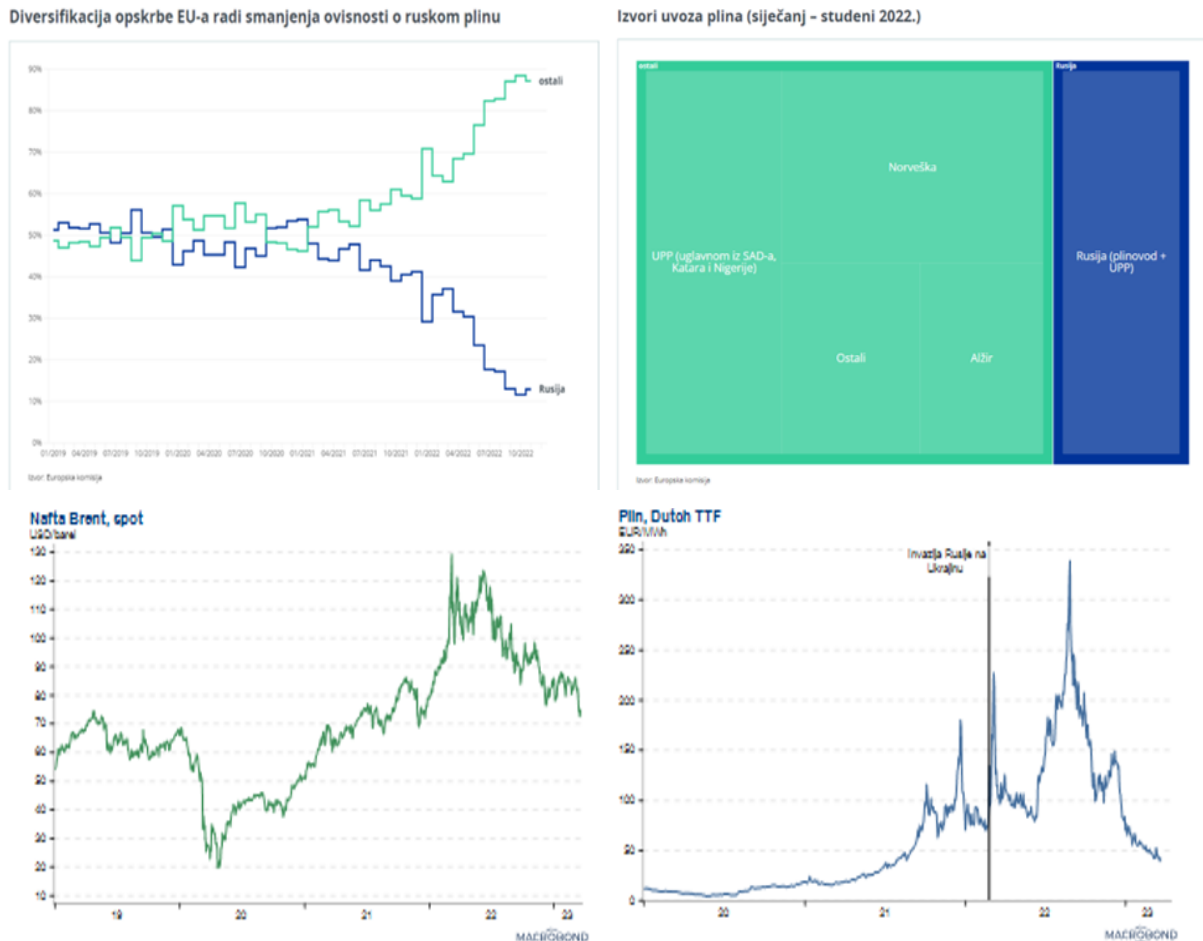 Diversifikacija opskrbe EU-a radi smanjenja ovisnosti o ruskom plinu
90%
80%
70%
60%
50%
40%
30%
20%
10%
0%
ostali
Rusija
01/2019 04/2019 07/2019 10/2019 01/2020 04/2020 07/2020 10/2020 01/2021 04/2021 07/2021 10/2021 01/2022 04/2022 07/2022 10/2022
Izvor: Europska komisija
Izvori uvoza plina (siječanj – studeni 2022.)
ostali
Rusija
Norveška
UPP (uglavnom iz SAD-a,
Katara i Nigerije)
Rusija (plinovod +
UPP)
Ostali
Alžir
Izvor: Europska komisija
Nafta Brent, spot
USD/barel
130
120
110
100
90
80
70
60
50
40
30
20
10
19 20 21 22 23
MACROBOND
Plin, Dutch TTF
EUR/MWh
350
300
250
200
150
100
50
0
Invazija Rusije na
Ukrajinu
20 21 22 23
MACROBOND